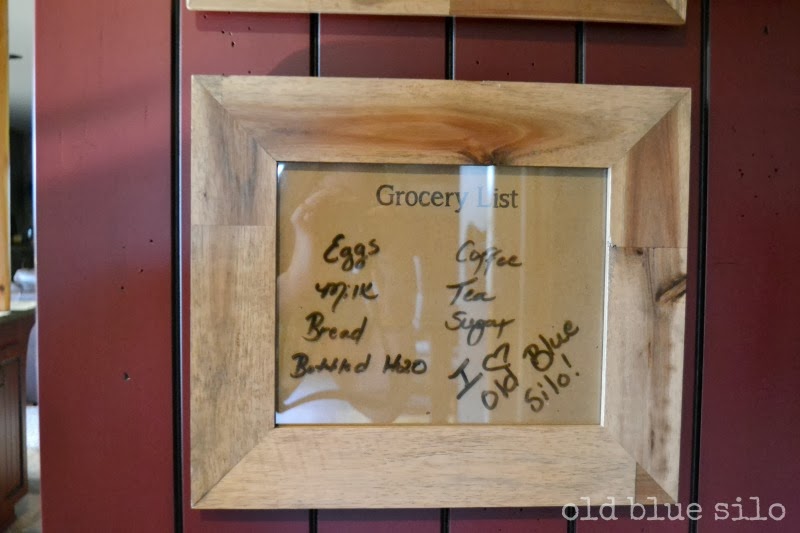 Grocery List
Eggs
Milk
Bread
Bottled H2O
Coffee
Tea
Sugar
I ♡ Old Blue
Silo!
old blue silo